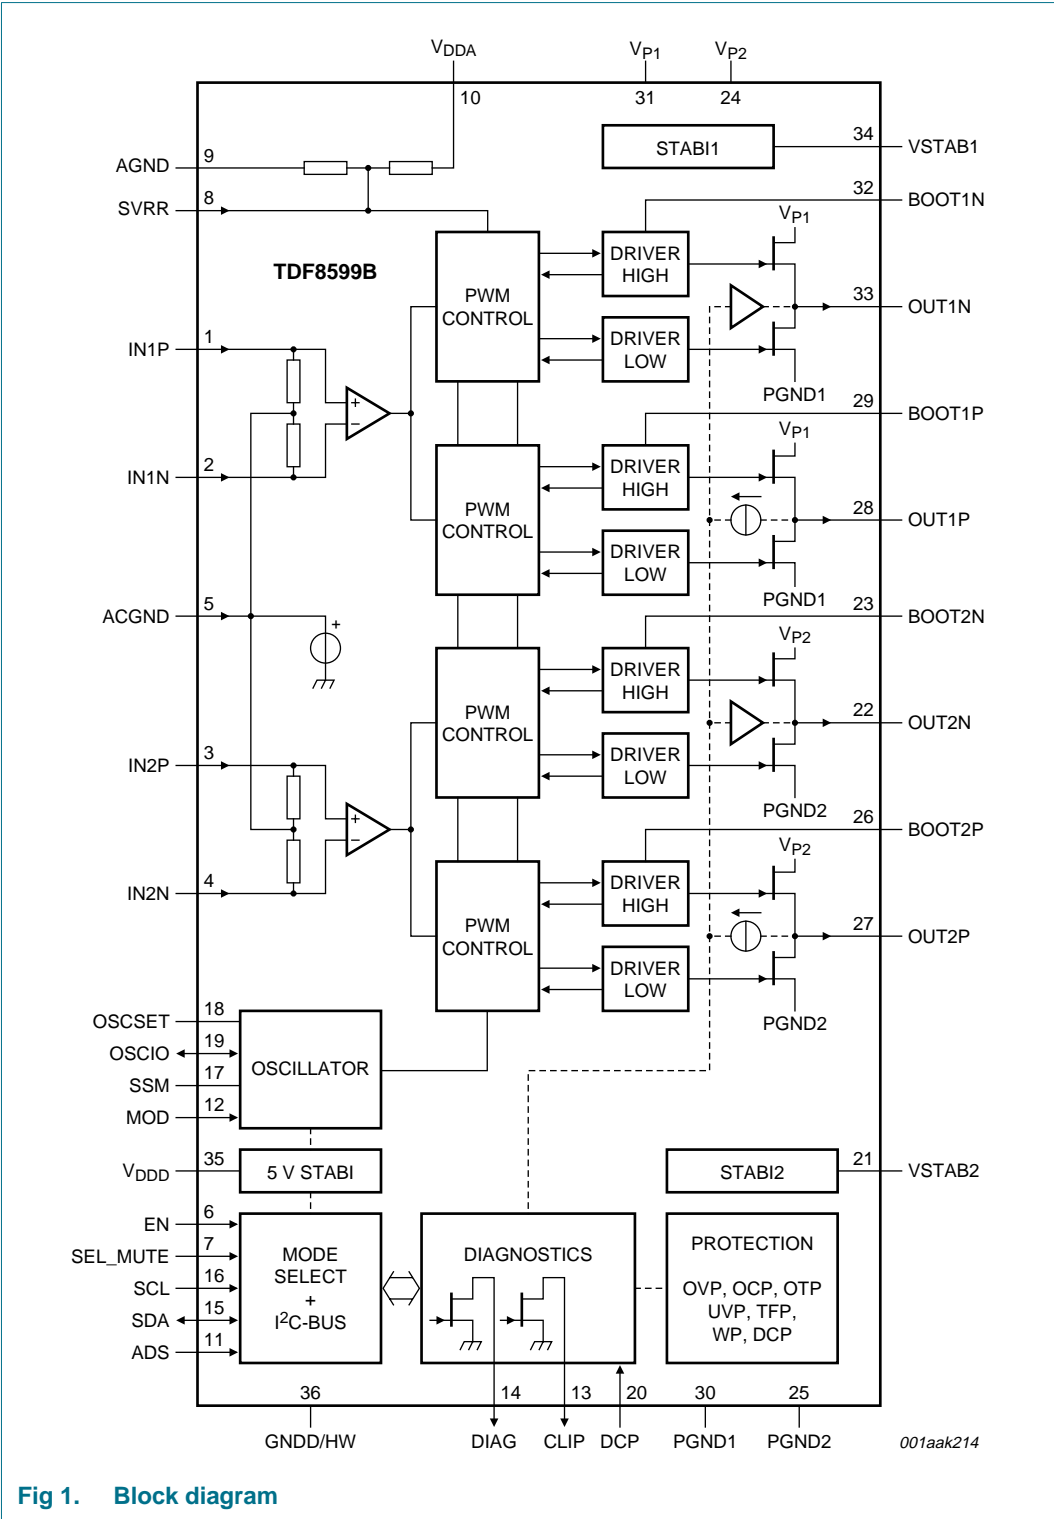 VDDA VP1 VP2
10 31 24
AGND 9
STABI1 34 VSTAB1
SVRR 8
32 BOOT1N
VP1
TDF8599B
PWM
CONTROL
DRIVER
HIGH
33 OUT1N
IN1P 1
DRIVER
LOW
PGND1
29 BOOT1P
+
−
VP1
IN1N 2
PWM
CONTROL
DRIVER
HIGH
28 OUT1P
DRIVER
LOW
PGND1
ACGND 5
23 BOOT2N
+
VP2
PWM
CONTROL
DRIVER
HIGH
22 OUT2N
IN2P 3
DRIVER
LOW
PGND2
26 BOOT2P
+
−
VP2
IN2N 4
PWM
CONTROL
DRIVER
HIGH
27 OUT2P
DRIVER
LOW
PGND2
OSCSET 18
OSCIO 19
SSM 17
MOD 12
OSCILLATOR
VDDD 35
5 V STABI
STABI2 21 VSTAB2
EN 6
SEL_MUTE 7
SCL 16
SDA 15
ADS 11
MODE
SELECT
+
I2C-BUS
DIAGNOSTICS
PROTECTION
OVP, OCP, OTP
UVP, TFP,
WP, DCP
36 14 13 20 30 25
GNDD/HW DIAG CLIP DCP PGND1 PGND2 001aak214
Fig 1. Block diagram